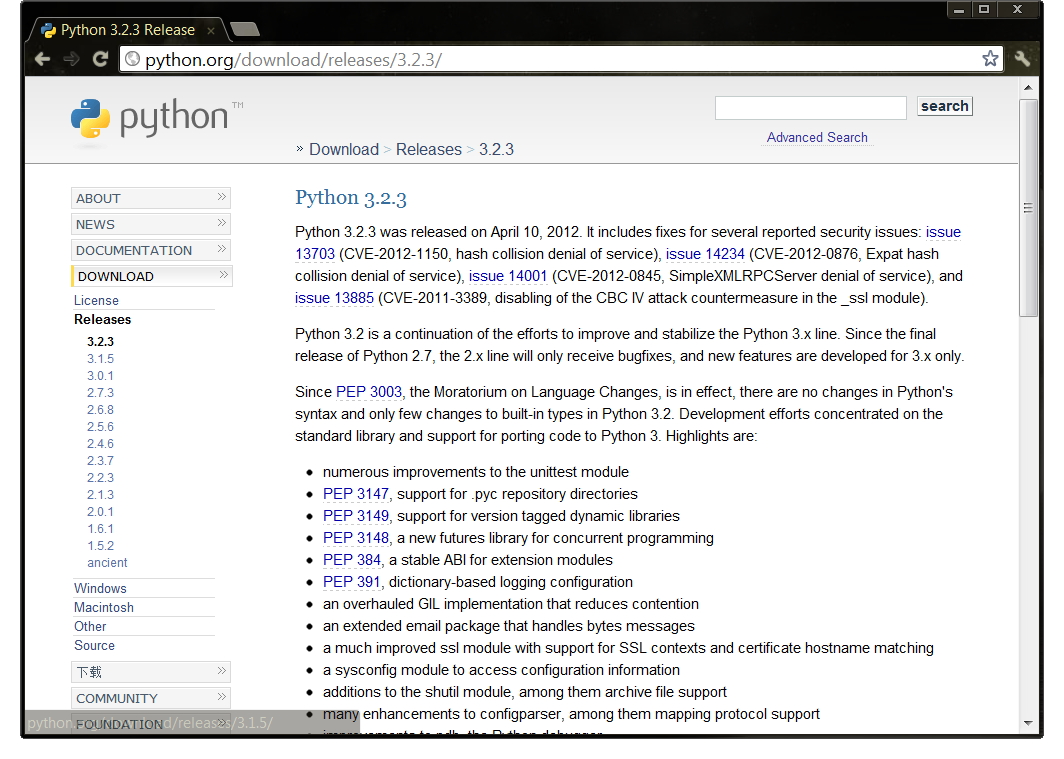 Python 3.2.3 Release
python.org/download/releases/3.2.3/
python™
search
Advanced Search
» Download > Releases > 3.2.3
ABOUT »
NEWS »
DOCUMENTATION »
DOWNLOAD »
License
Releases
3.2.3
3.1.5
3.0.1
2.7.3
2.6.8
2.5.6
2.4.6
2.3.7
2.2.3
2.1.3
2.0.1
1.6.1
1.5.2
ancient
Windows
Macintosh
Other
Source
下载 »
COMMUNITY »
FOUNDATION »
Python 3.2.3
Python 3.2.3 was released on April 10, 2012. It includes fixes for several reported security issues: issue
13703 (CVE-2012-1150, hash collision denial of service), issue 14234 (CVE-2012-0876, Expat hash
collision denial of service), issue 14001 (CVE-2012-0845, SimpleXMLRPCServer denial of service), and
issue 13885 (CVE-2011-3389, disabling of the CBC IV attack countermeasure in the _ssl module).
Python 3.2 is a continuation of the efforts to improve and stabilize the Python 3.x line. Since the final
release of Python 2.7, the 2.x line will only receive bugfixes, and new features are developed for 3.x only.
Since PEP 3003, the Moratorium on Language Changes, is in effect, there are no changes in Python's
syntax and only few changes to built-in types in Python 3.2. Development efforts concentrated on the
standard library and support for porting code to Python 3. Highlights are:
• numerous improvements to the unittest module
• PEP 3147, support for .pyc repository directories
• PEP 3149, support for version tagged dynamic libraries
• PEP 3148, a new futures library for concurrent programming
• PEP 384, a stable ABI for extension modules
• PEP 391, dictionary-based logging configuration
• an overhauled GIL implementation that reduces contention
• an extended email package that handles bytes messages
• a much improved ssl module with support for SSL contexts and certificate hostname matching
• a sysconfig module to access configuration information
• additions to the shutil module, among them archive file support
• many enhancements to configparser, among them mapping protocol support
• improvements to pdb, the Python debugger